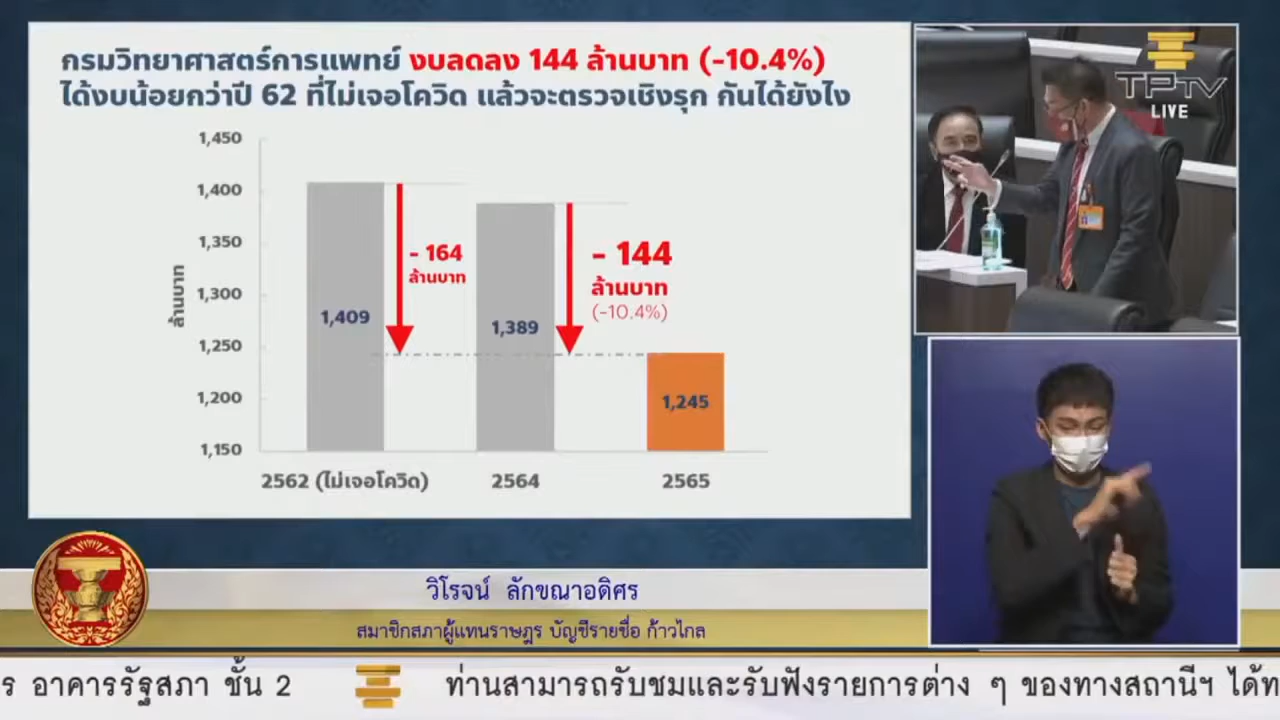 กรมวิทยาศาสตร์การแพทย์ งบลดลง 144 ล้านบาท (-10.4%)
ได้งบน้อยกว่าปี 62 ที่ไม่เจอโควิด แล้วจะตรวจเชิงรุก กันได้ยังไง
ล้านบาท
1,450
1,400
1,350
1,300
1,250
1,200
1,150
1,409
- 164
ล้านบาท
1,389
- 144
ล้านบาท
(-10.4%)
1,245
2562 (ไม่เจอโควิด)
2564
2565
TPTV
LIVE
วิโรจน์ ลักขณาอดิศร
สมาชิกสภาผู้แทนราษฎร บัญชีรายชื่อ ก้าวไกล
ร อาคารรัฐสภา ชั้น 2 ท่านสามารถรับชมและรับฟังรายการต่าง ๆ ของทางสถานีฯ ได้ท